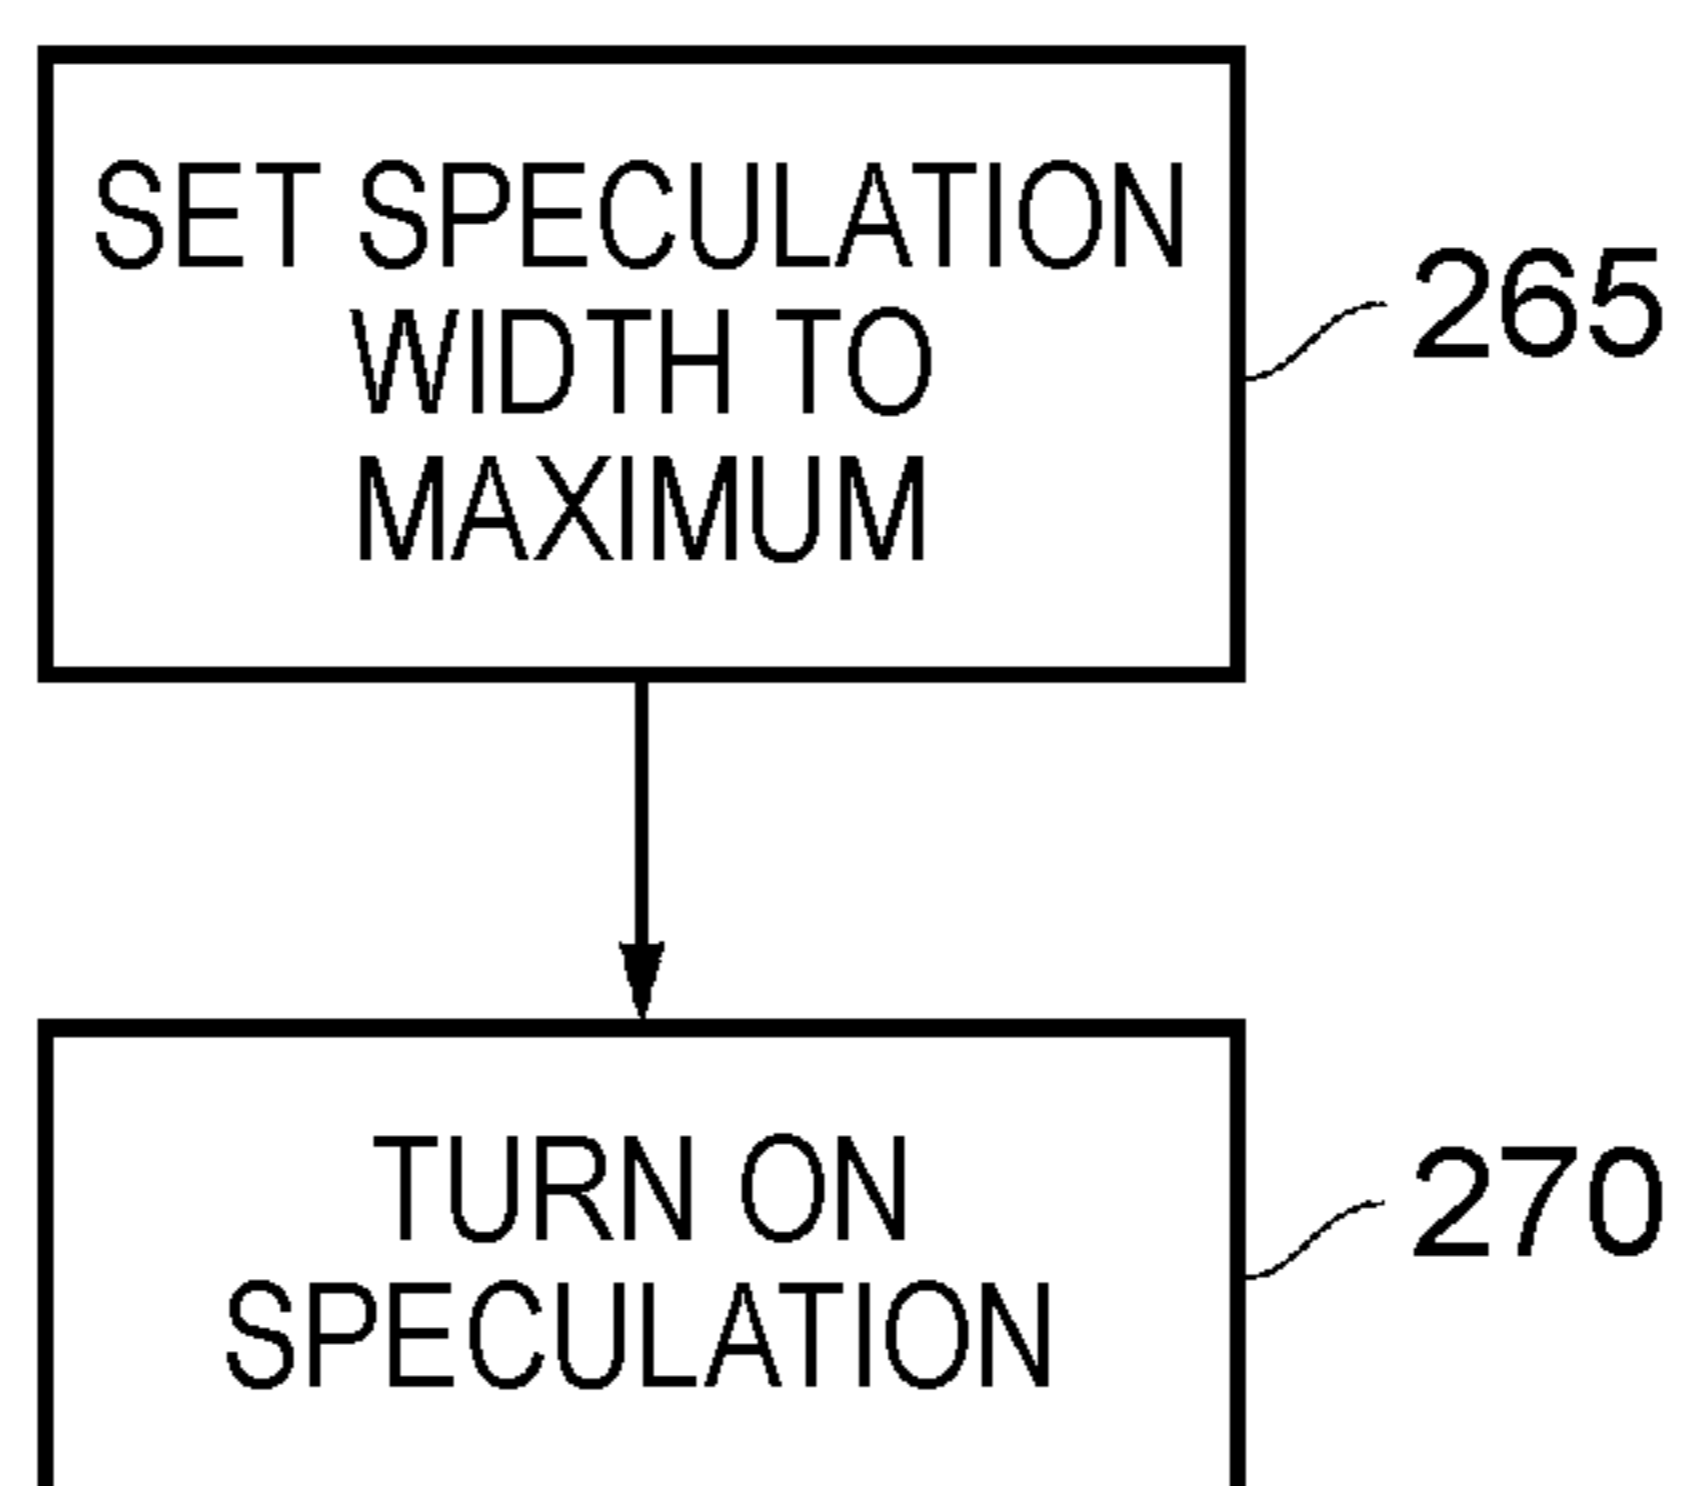 SET SPECULATION
WIDTH TO
MAXIMUM
265
TURN ON
SPECULATION
270